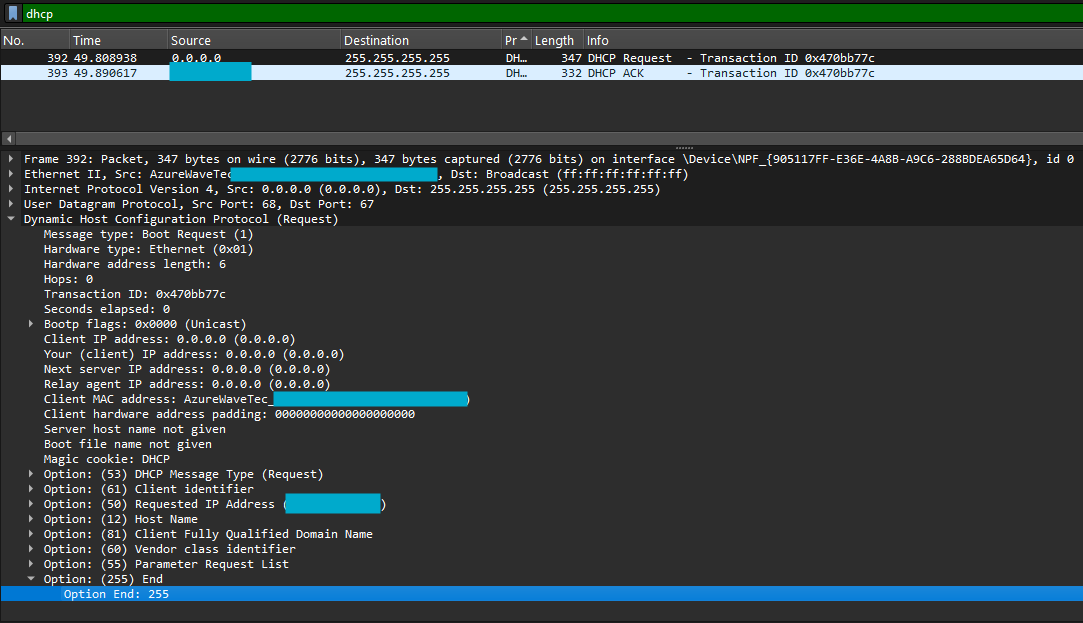 dhcp
No. Time Source Destination Pr Length Info
392 49.808938 0.0.0.0 255.255.255.255 DH… 347 DHCP Request - Transaction ID 0x470bb77c
393 49.890617 255.255.255.255 DH… 332 DHCP ACK - Transaction ID 0x470bb77c
Frame 392: Packet, 347 bytes on wire (2776 bits), 347 bytes captured (2776 bits) on interface \Device\NPF_{905117FF-E36E-4A8B-A9C6-288BDEA65D64}, id 0
Ethernet II, Src: AzureWaveTec , Dst: Broadcast (ff:ff:ff:ff:ff:ff)
Internet Protocol Version 4, Src: 0.0.0.0 (0.0.0.0), Dst: 255.255.255.255 (255.255.255.255)
User Datagram Protocol, Src Port: 68, Dst Port: 67
Dynamic Host Configuration Protocol (Request)
Message type: Boot Request (1)
Hardware type: Ethernet (0x01)
Hardware address length: 6
Hops: 0
Transaction ID: 0x470bb77c
Seconds elapsed: 0
Bootp flags: 0x0000 (Unicast)
Client IP address: 0.0.0.0 (0.0.0.0)
Your (client) IP address: 0.0.0.0 (0.0.0.0)
Next server IP address: 0.0.0.0 (0.0.0.0)
Relay agent IP address: 0.0.0.0 (0.0.0.0)
Client MAC address: AzureWaveTec_ )
Client hardware address padding: 00000000000000000000
Server host name not given
Boot file name not given
Magic cookie: DHCP
Option: (53) DHCP Message Type (Request)
Option: (61) Client identifier
Option: (50) Requested IP Address ( )
Option: (12) Host Name
Option: (81) Client Fully Qualified Domain Name
Option: (60) Vendor class identifier
Option: (55) Parameter Request List
Option: (255) End
Option End: 255